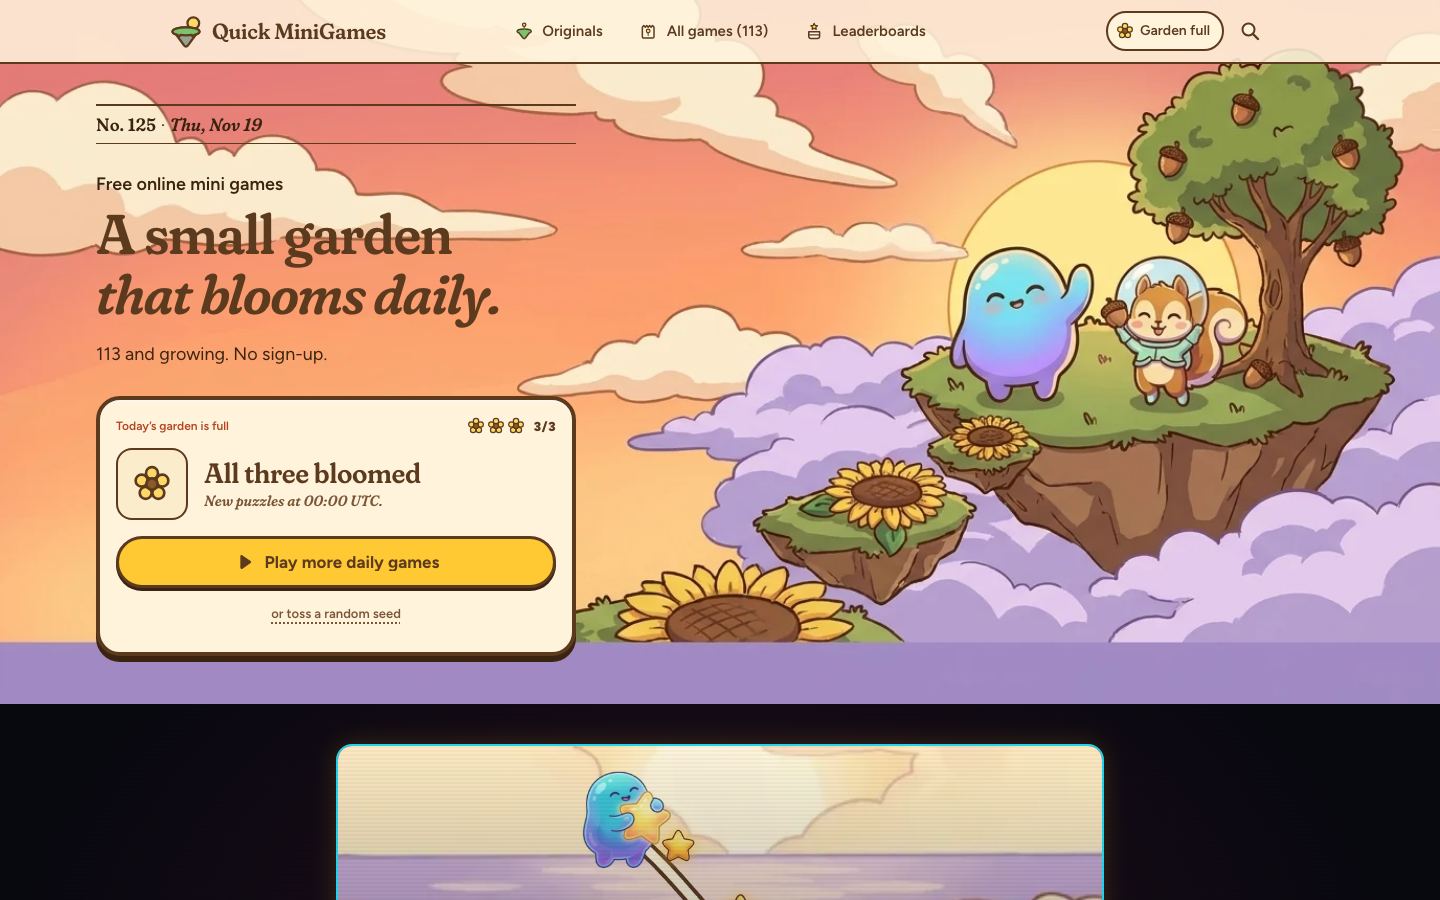 Quick MiniGames
Originals
All games (113)
Leaderboards
Garden full
No. 125 · Thu, Nov 19
Free online mini games
A small garden
that blooms daily.
113 and growing. No sign-up.
Today's garden is full
3/3
All three bloomed
New puzzles at 00:00 UTC.
Play more daily games
or toss a random seed